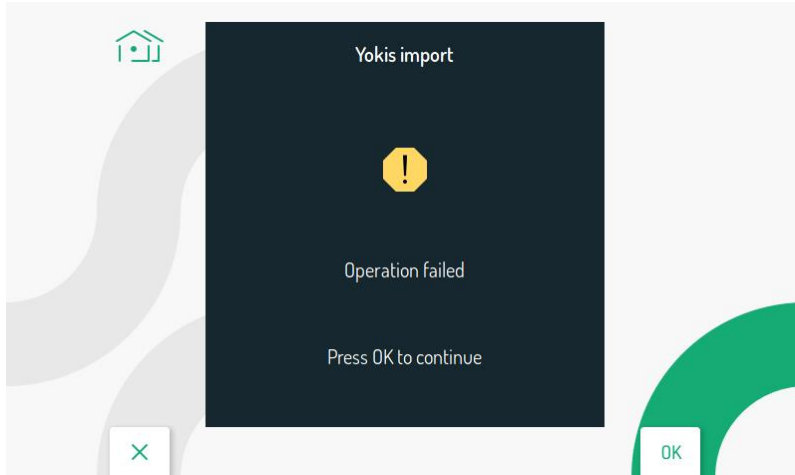 Yokis import
!
Operation failed
Press OK to continue
OK